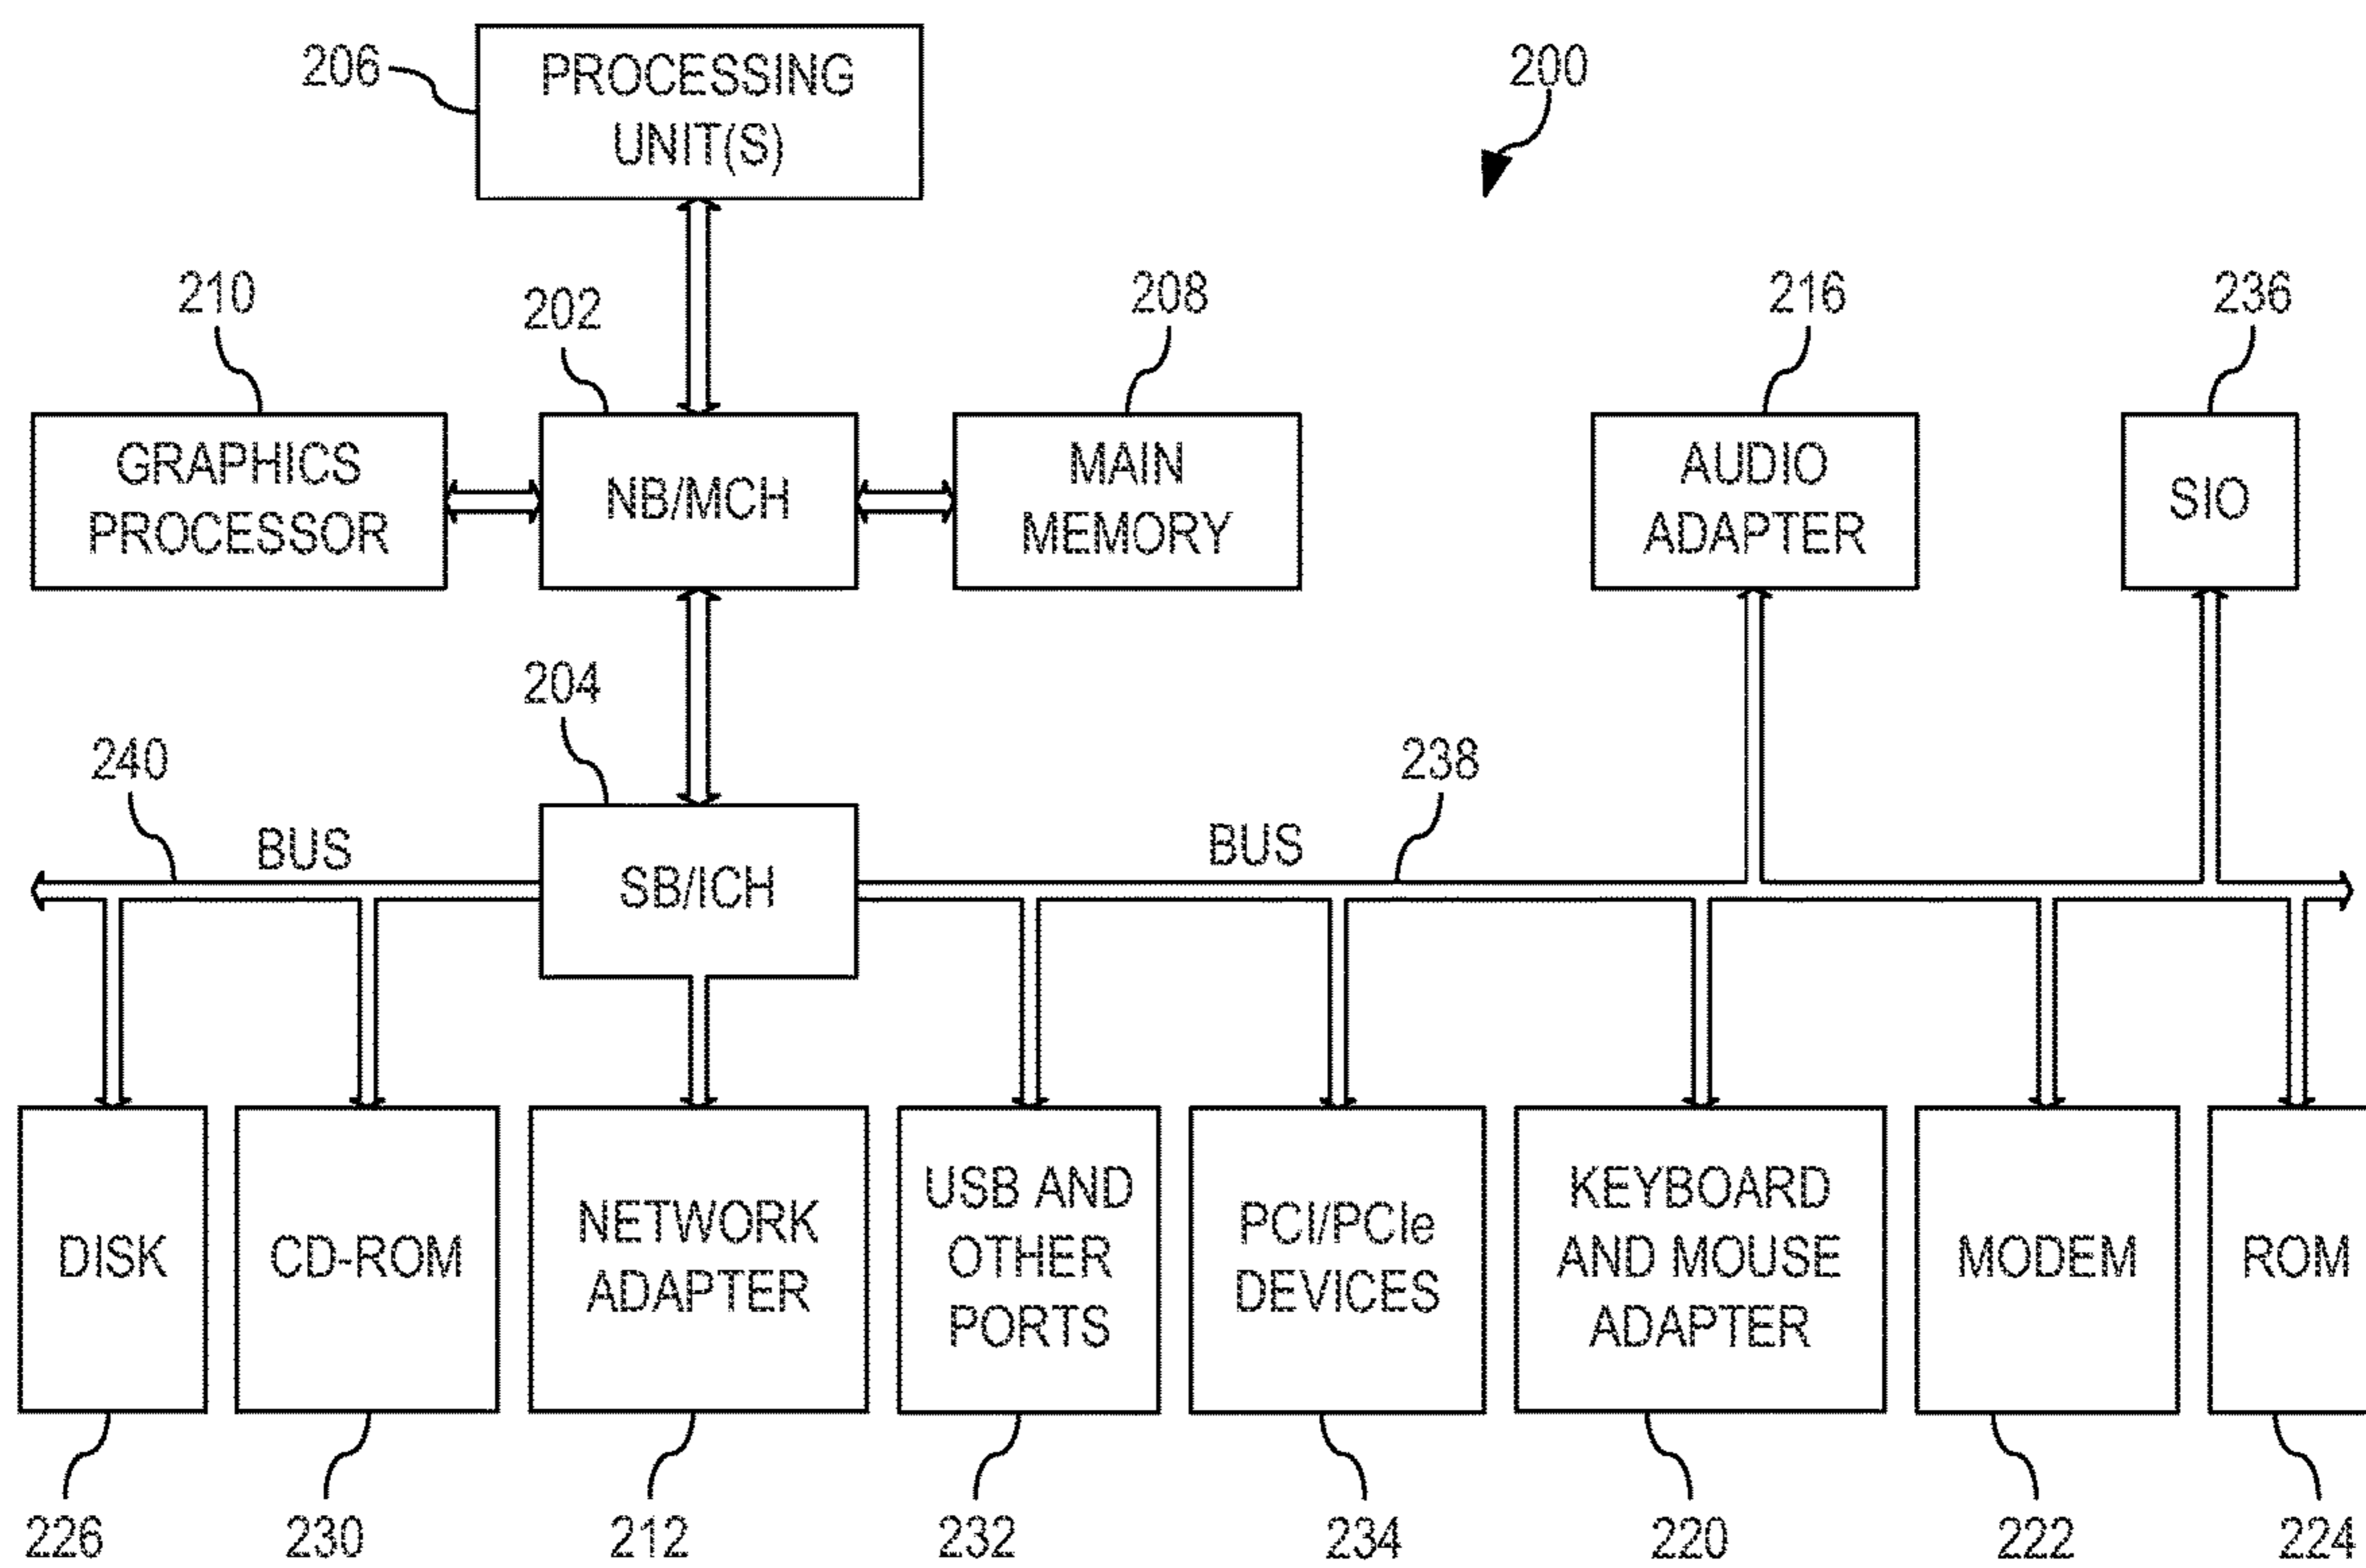 206
PROCESSING
UNIT(S)
200
210
202
208
216
236
GRAPHICS
PROCESSOR
NB/MCH
MAIN
MEMORY
AUDIO
ADAPTER
SIO
204
240
238
BUS
BUS
SB/ICH
DISK
CD-ROM
NETWORK
ADAPTER
USB AND
OTHER
PORTS
PCI/PCIe
DEVICES
KEYBOARD
AND MOUSE
ADAPTER
MODEM
ROM
226
230
212
232
234
220
222
224